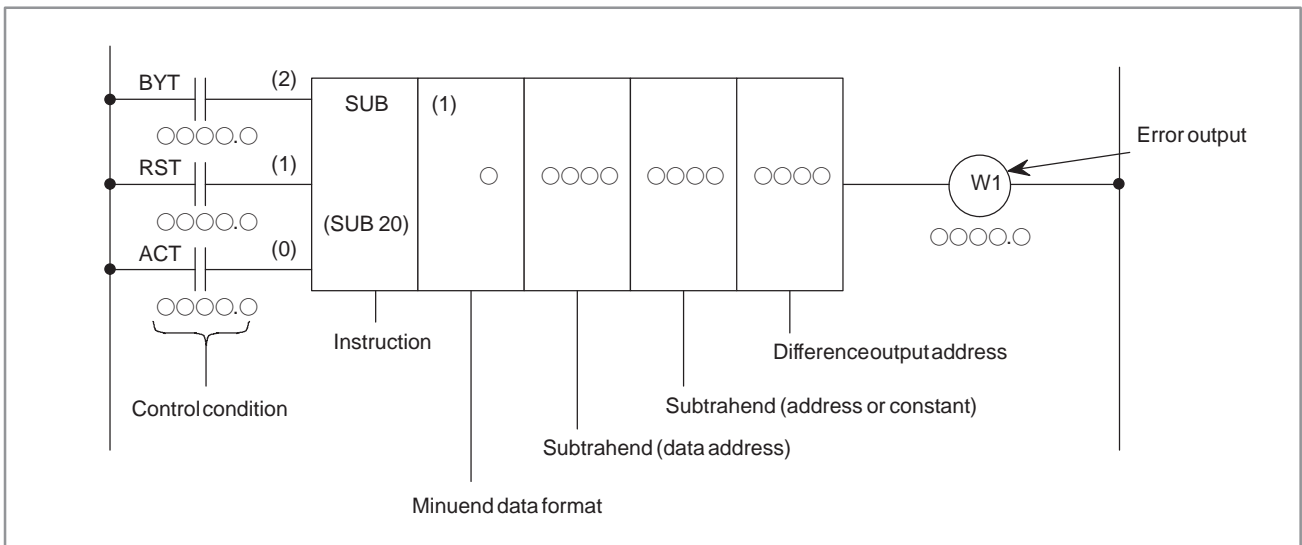 BYT (2)
SUB (1)
○○○○.○
RST (1)
○ ○○○○ ○○○○ ○○○○
Error output
W1
○○○○.○
(SUB 20)
○○○○.○
ACT (0)
○○○○.○
Instruction
Difference output address
Control condition
Subtrahend (address or constant)
Subtrahend (data address)
Minuend data format